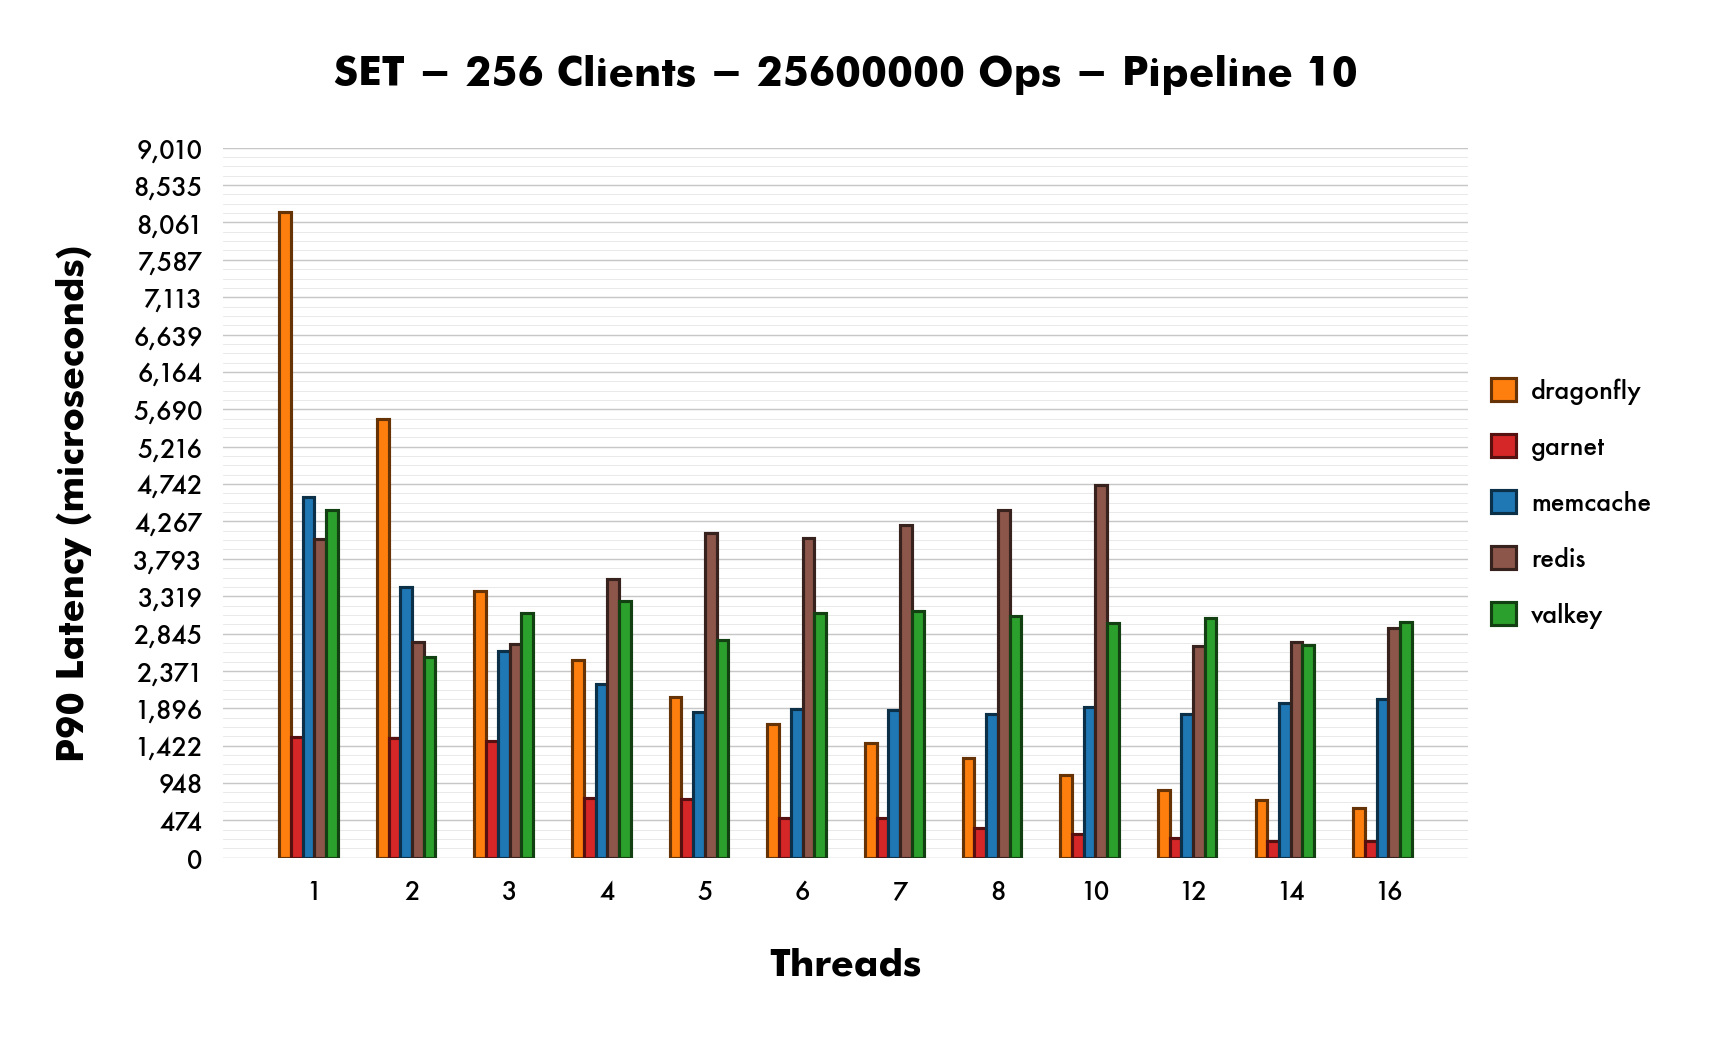 SET – 256 Clients – 25600000 Ops – Pipeline 10
P90 Latency (microseconds)
9,010
8,535
8,061
7,587
7,113
6,639
6,164
5,690
5,216
4,742
4,267
3,793
3,319
2,845
2,371
1,896
1,422
948
474
0
1 2 3 4 5 6 7 8 10 12 14 16
Threads
dragonfly
garnet
memcache
redis
valkey